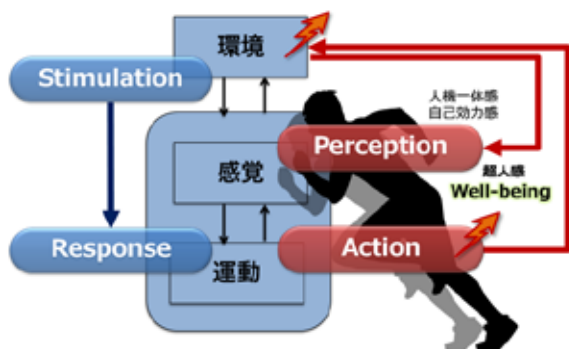 環境
Stimulation
人機一体感
自己効力感
Perception
感覚
超人感
Well-being
Response
Action
運動